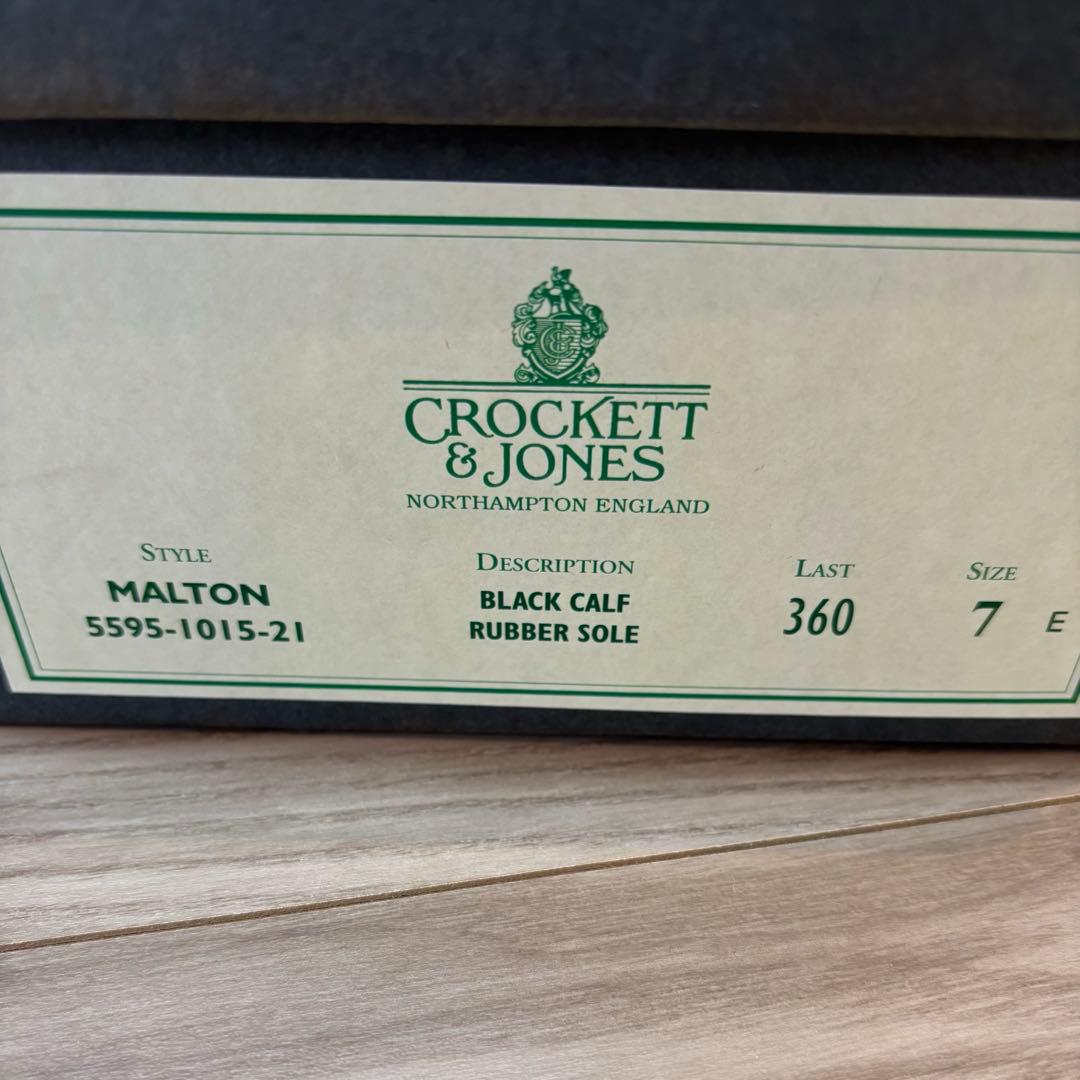 CROCKETT
& JONES
NORTHAMPTON ENGLAND
STYLE DESCRIPTION LAST SIZE
MALTON BLACK CALF 360 7 E
5595-1015-21 RUBBER SOLE